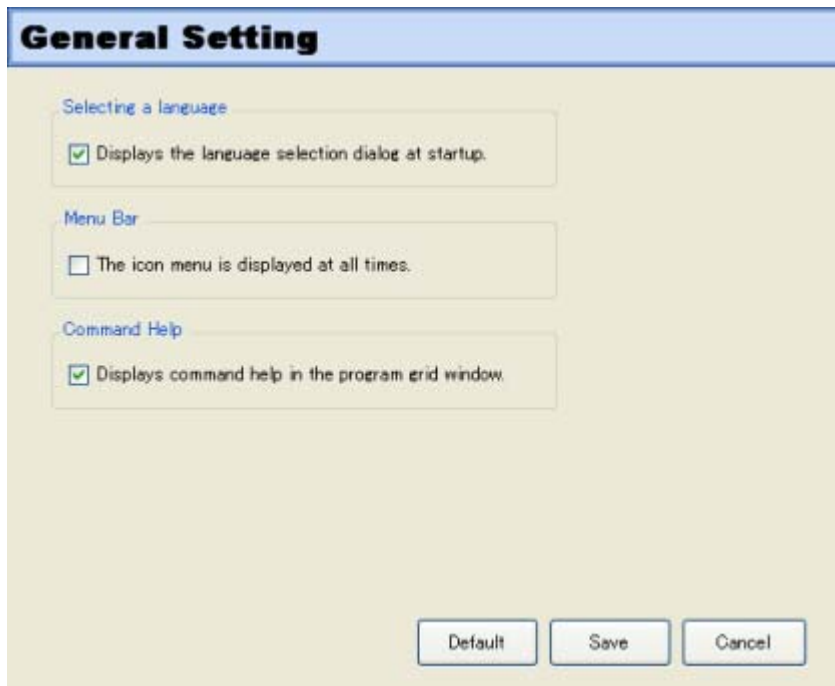 General Setting
Selecting a language
Displays the language selection dialog at startup.
Menu Bar
The icon menu is displayed at all times.
Command Help
Displays command help in the program grid window.
Default Save Cancel